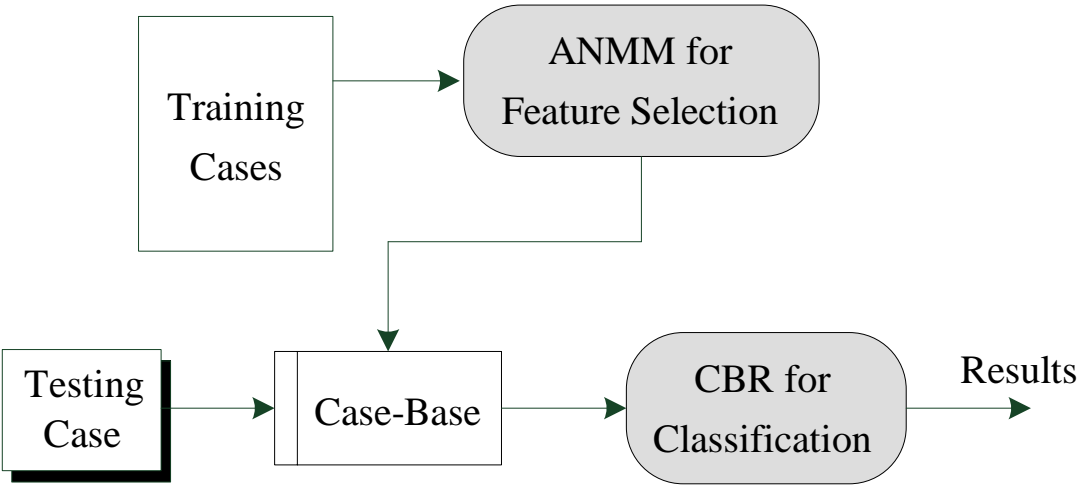 Training
Cases
ANMM for
Feature Selection
Testing
Case
Case-Base
CBR for
Classification
Results